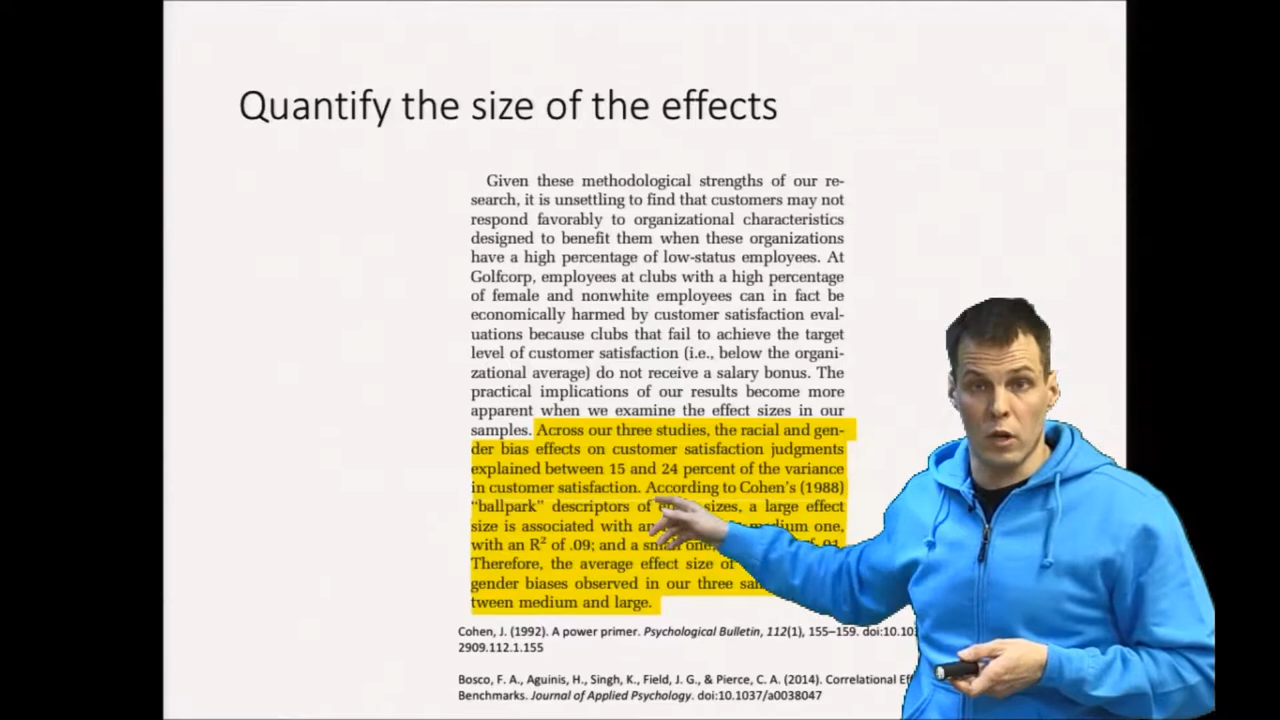 Quantify the size of the effects
Given these methodological strengths of our re-
search, it is unsettling to find that customers may not
respond favorably to organizational characteristics
designed to benefit them when these organizations
have a high percentage of low-status employees. At
Golfcorp, employees at clubs with a high percentage
of female and nonwhite employees can in fact be
economically harmed by customer satisfaction eval-
uations because clubs that fail to achieve the target
level of customer satisfaction (i.e., below the organi-
zational average) do not receive a salary bonus. The
practical implications of our results become more
apparent when we examine the effect sizes in our
samples. Across our three studies, the racial and gen-
der bias effects on customer satisfaction judgments
explained between 15 and 24 percent of the variance
in customer satisfaction. According to Cohen's (1988)
"ballpark" descriptors of sizes, a large effect
size is associated with an medium one,
with an R² of .09; and a small one, of .01.
Therefore, the average effect size of
gender biases observed in our three
tween medium and large.
Cohen, J. (1992). A power primer. Psychological Bulletin, 112(1), 155–159. doi:10.
2909.112.1.155
Bosco, F. A., Aguinis, H., Singh, K., Field, J. G., & Pierce, C. A. (2014). Correlational
Benchmarks. Journal of Applied Psychology. doi:10.1037/a0038047